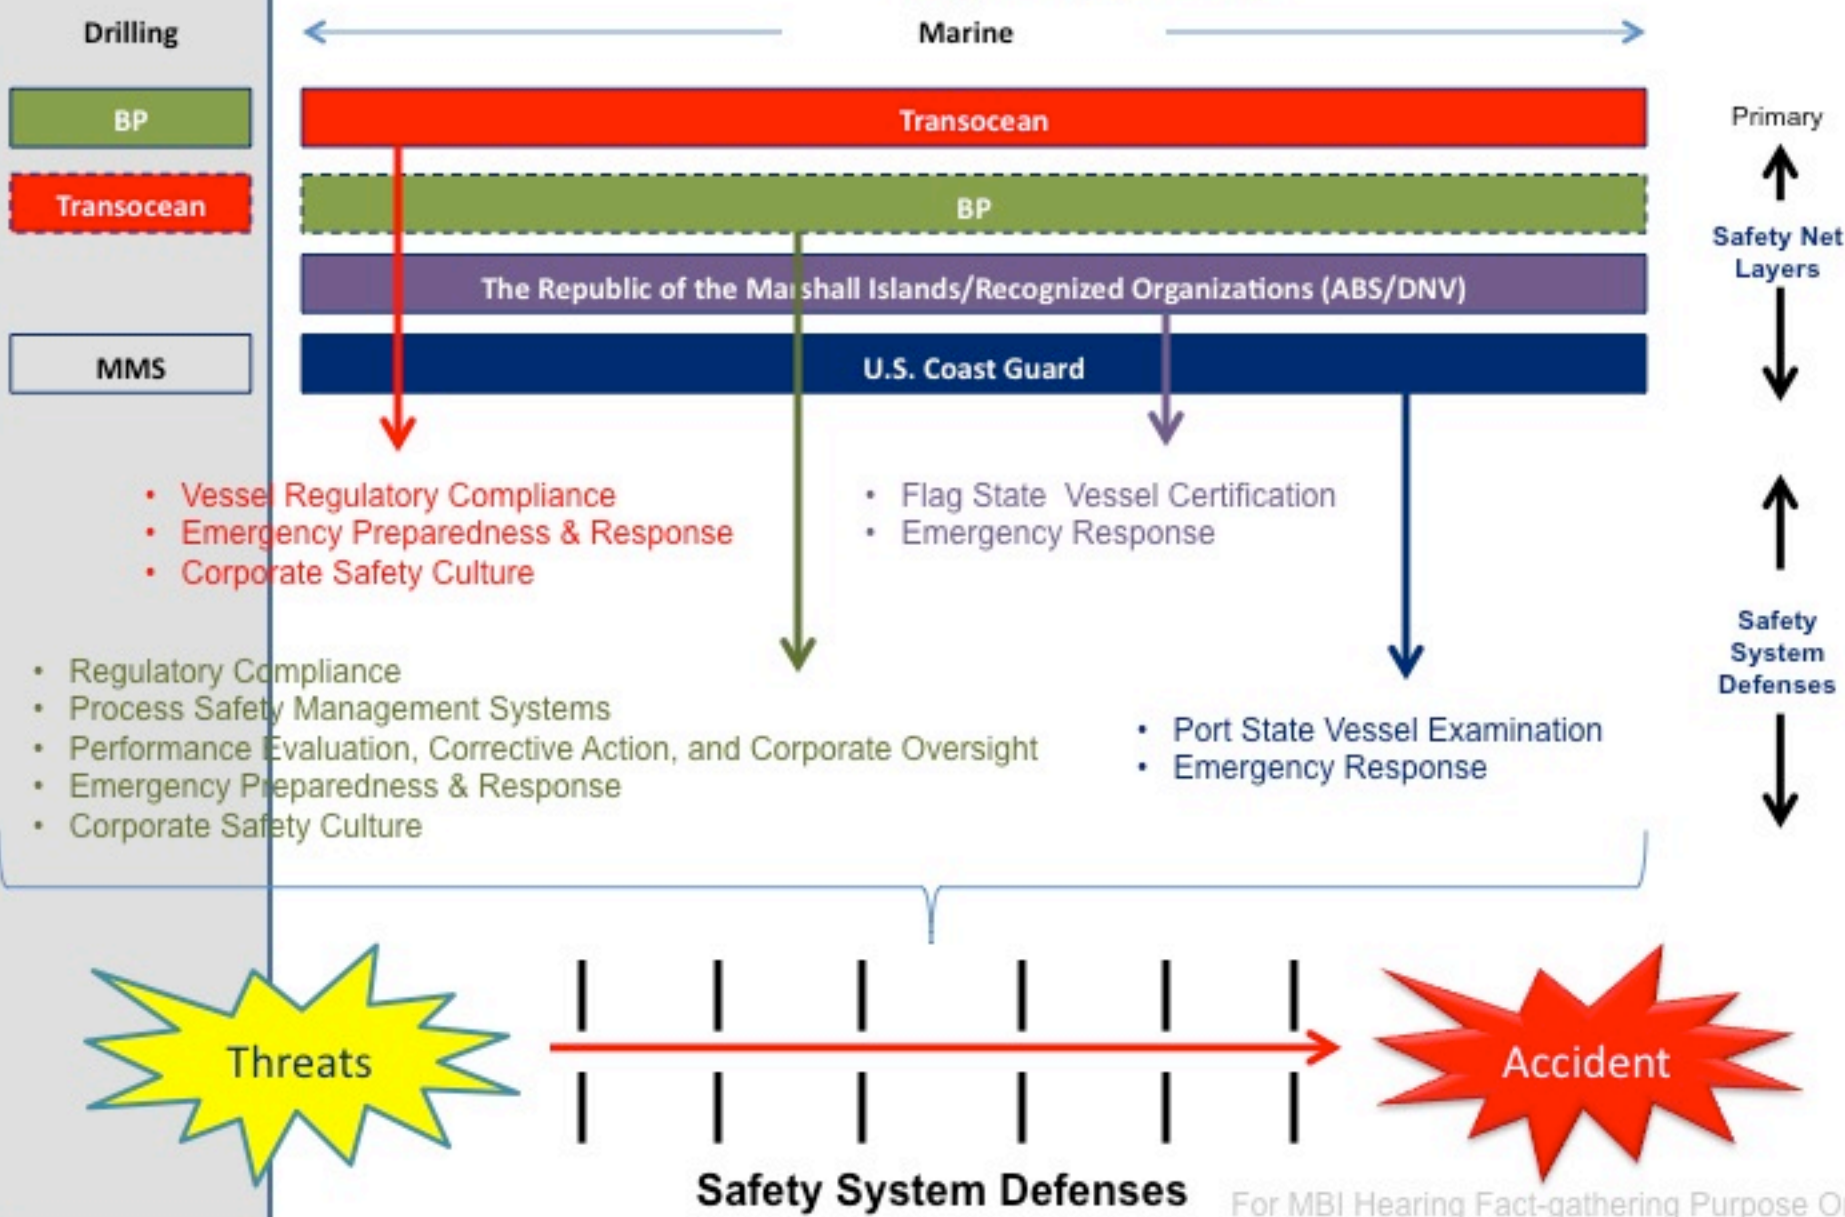 Drilling
Marine
BP
Transocean
Primary
Transocean
BP
Safety Net
Layers
The Republic of the Marshall Islands/Recognized Organizations (ABS/DNV)
MMS
U.S. Coast Guard
• Vessel Regulatory Compliance
• Emergency Preparedness & Response
• Corporate Safety Culture
• Flag State Vessel Certification
• Emergency Response
Safety
System
Defenses
• Regulatory Compliance
• Process Safety Management Systems
• Performance Evaluation, Corrective Action, and Corporate Oversight
• Emergency Preparedness & Response
• Corporate Safety Culture
• Port State Vessel Examination
• Emergency Response
Threats
Accident
Safety System Defenses
For MBI Hearing Fact-gathering Purpose